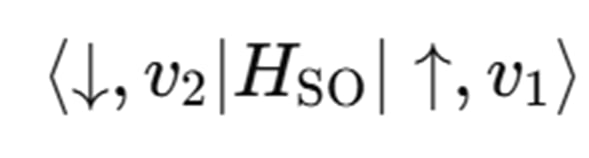 ⟨↓, v₂|H_SO| ↑, v₁⟩